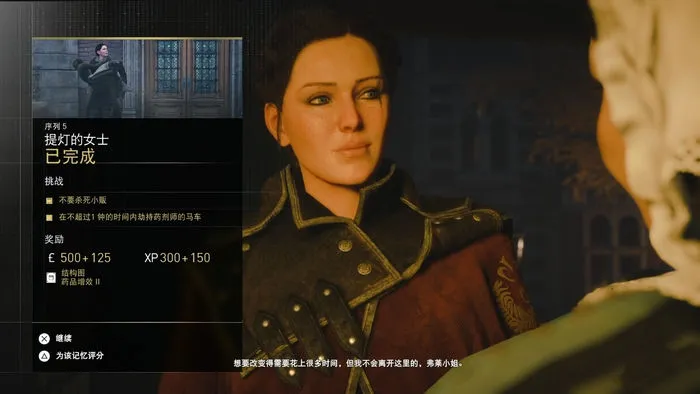 序列 5
提灯的女士
已完成
挑战
不要杀死小贩
在不超过1 钟的时间内劫持药剂师的马车
奖励
£ 500+125 XP 300+150
结构图
药品增效 II
继续
为该记忆评分
想要改变得需要花上很多时间，但我不会离开这里的，弗莱小姐。